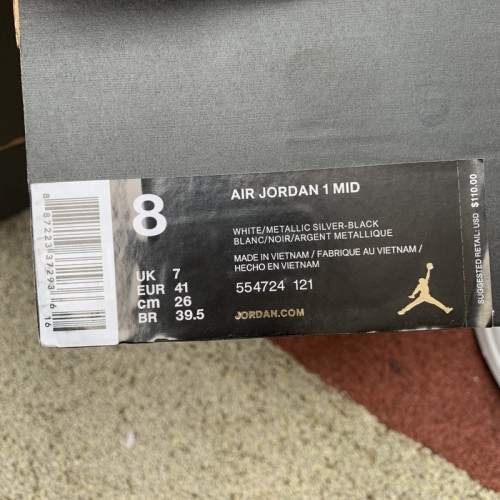 8
AIR JORDAN 1 MID
WHITE/METALLIC SILVER-BLACK
BLANC/NOIR/ARGENT METALLIQUE
MADE IN VIETNAM / FABRIQUE AU VIETNAM /
HECHO EN VIETNAM
UK 7
EUR 41
cm 26
BR 39.5
554724 121
JORDAN.COM
SUGGESTED RETAIL-USD $110.00